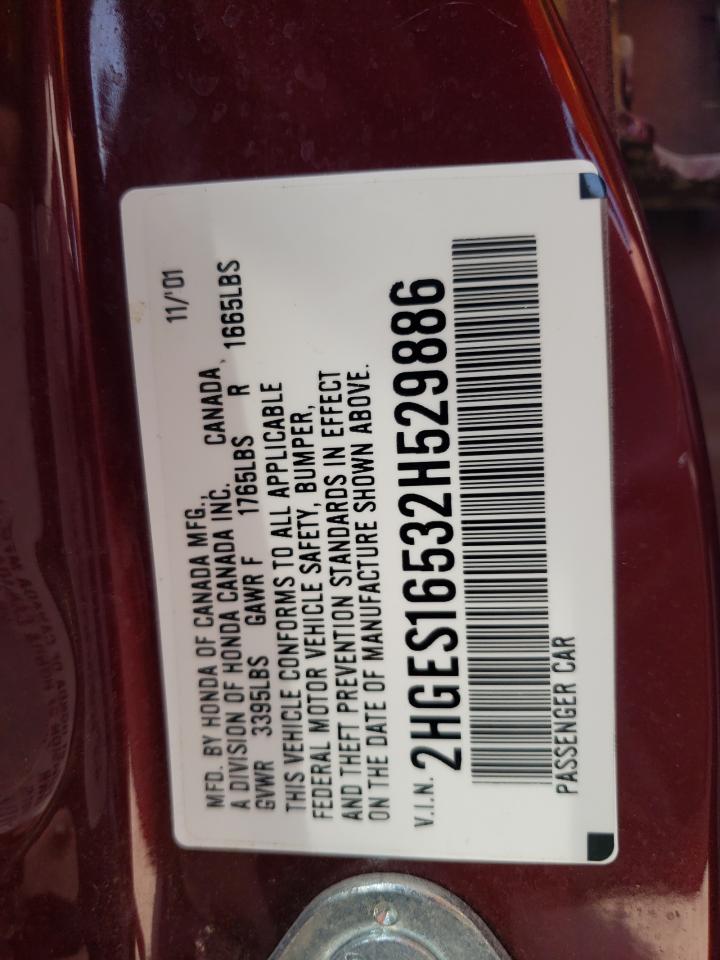 MFD. BY HONDA OF CANADA MFG., 11/'01
A DIVISION OF HONDA CANADA INC. CANADA
GVWR 3395LBS GAWR F 1765LBS R 1665LBS
THIS VEHICLE CONFORMS TO ALL APPLICABLE
FEDERAL MOTOR VEHICLE SAFETY, BUMPER,
AND THEFT PREVENTION STANDARDS IN EFFECT
ON THE DATE OF MANUFACTURE SHOWN ABOVE.
V.I.N. 2HGES16532H529886
PASSENGER CAR